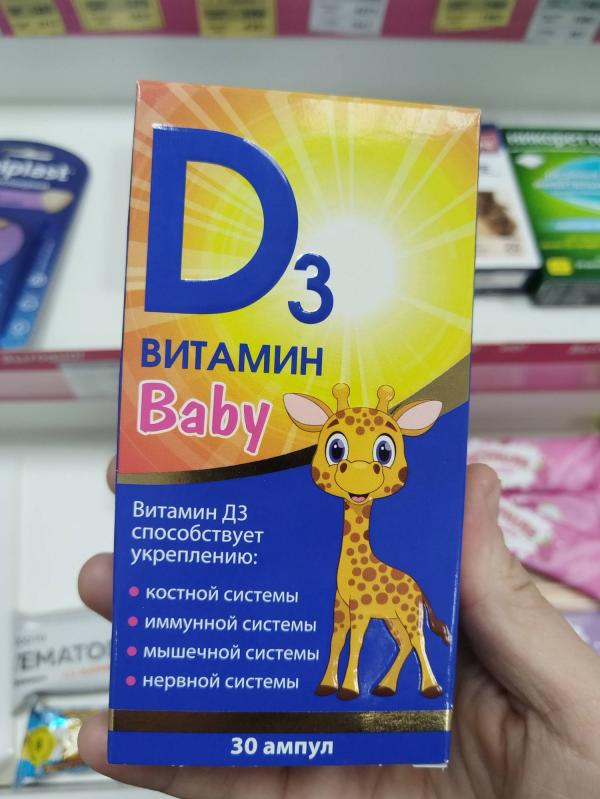 D3
ВИТАМИН
Baby
Витамин Д3
способствует
укреплению:
• костной системы
• иммунной системы
• мышечной системы
• нервной системы
30 ампул